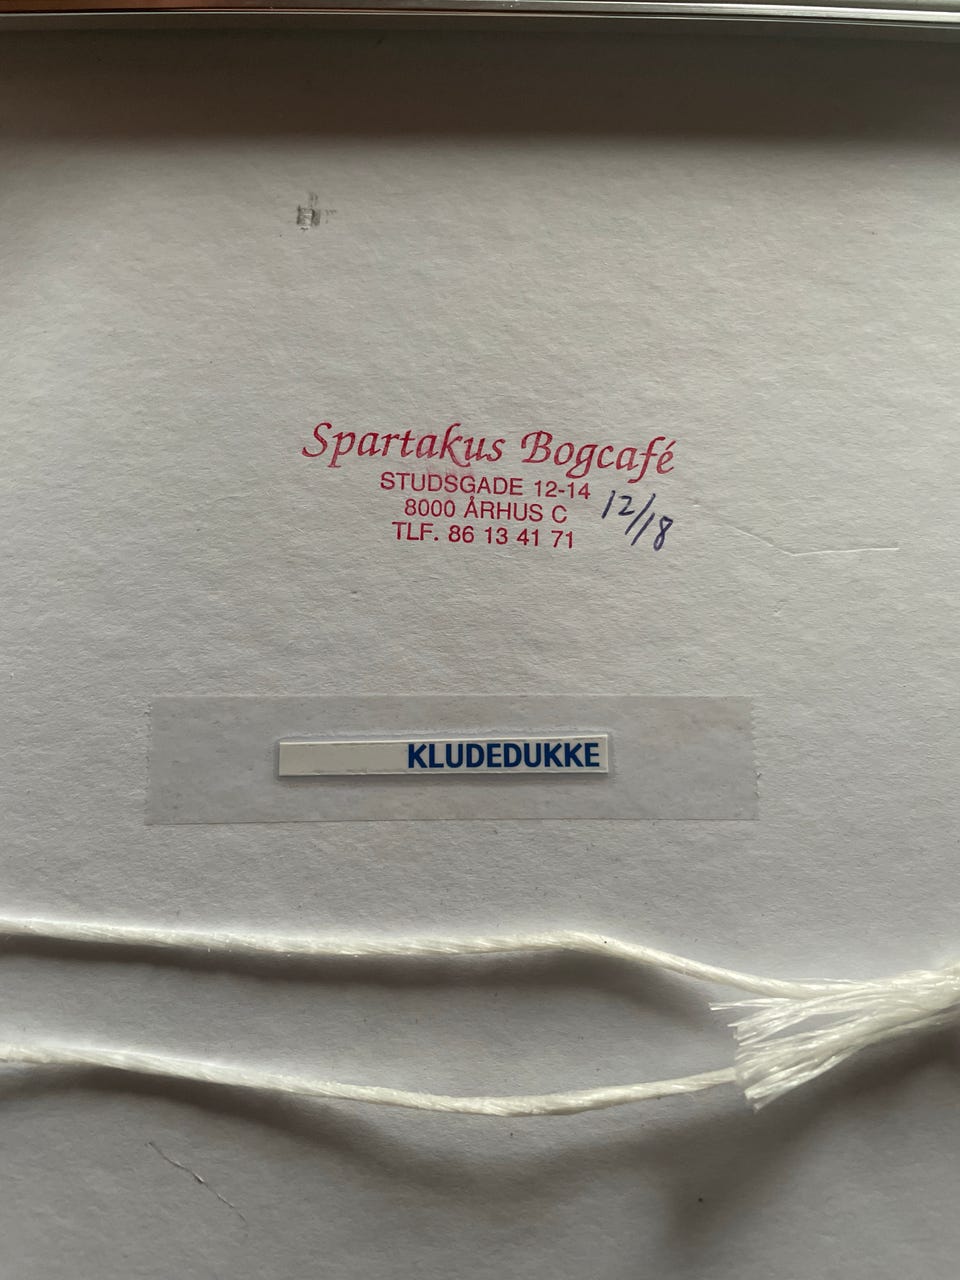 Spartakus Bogcafé
STUDSGADE 12-14
8000 ÅRHUS C
TLF. 86 13 41 71
12/18
KLUDEDUKKE